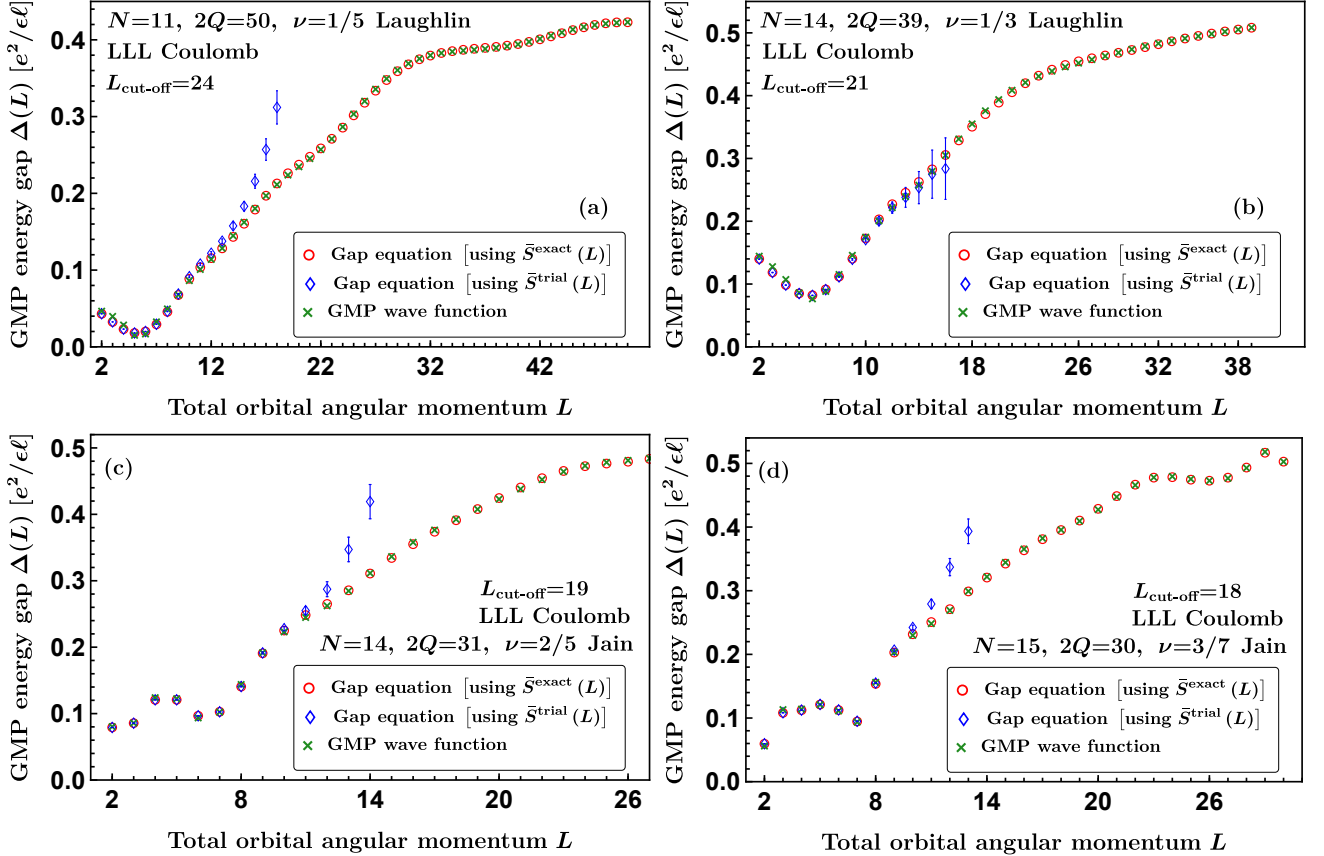 GMP energy gap Δ(L) [e²/ϵℓ]
N=11, 2Q=50, ν=1/5 Laughlin
LLL Coulomb
L_cut-off=24
(a)
Gap equation [using S̄^exact(L)]
Gap equation [using S̄^trial(L)]
GMP wave function
0.4
0.3
0.2
0.1
0.0
2 12 22 32 42
Total orbital angular momentum L
GMP energy gap Δ(L) [e²/ϵℓ]
N=14, 2Q=39, ν=1/3 Laughlin
LLL Coulomb
L_cut-off=21
(b)
Gap equation [using S̄^exact(L)]
Gap equation [using S̄^trial(L)]
GMP wave function
0.5
0.4
0.3
0.2
0.1
0.0
2 8 14 20 26 32 38
Total orbital angular momentum L
GMP energy gap Δ(L) [e²/ϵℓ]
(c)
L_cut-off=19
LLL Coulomb
N=14, 2Q=31, ν=2/5 Jain
Gap equation [using S̄^exact(L)]
Gap equation [using S̄^trial(L)]
GMP wave function
0.5
0.4
0.3
0.2
0.1
0.0
2 8 14 20 26
Total orbital angular momentum L
GMP energy gap Δ(L) [e²/ϵℓ]
(d)
L_cut-off=18
LLL Coulomb
N=15, 2Q=30, ν=3/7 Jain
Gap equation [using S̄^exact(L)]
Gap equation [using S̄^trial(L)]
GMP wave function
0.5
0.4
0.3
0.2
0.1
0.0
2 8 14 20 26
Total orbital angular momentum L